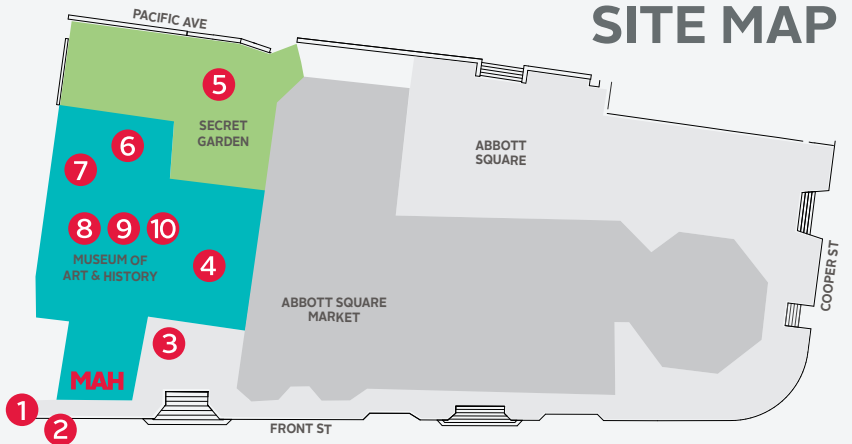 PACIFIC AVE
SITE MAP
5
SECRET
GARDEN
6
7
ABBOTT
SQUARE
8 9 10
MUSEUM OF
ART & HISTORY
4
COOPER ST
ABBOTT SQUARE
MARKET
3
MAH
1
2
FRONT ST